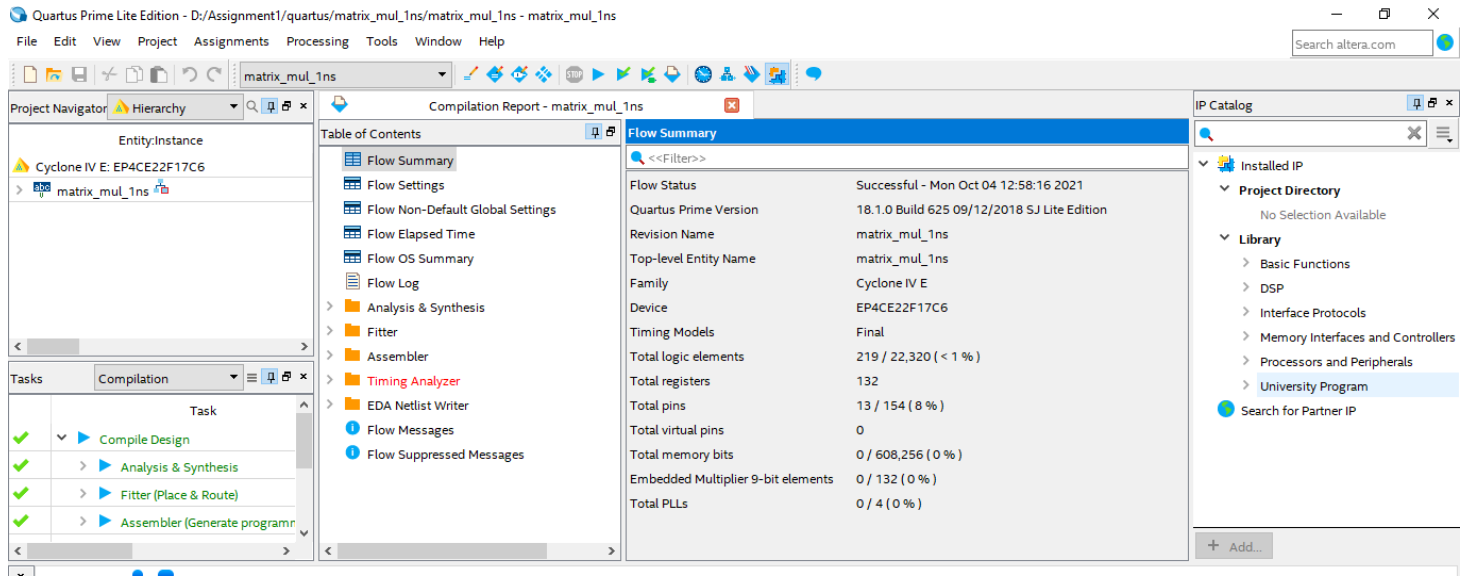 Quartus Prime Lite Edition - D:/Assignment1/quartus/matrix_mul_1ns/matrix_mul_1ns - matrix_mul_1ns
File Edit View Project Assignments Processing Tools Window Help
Search altera.com
matrix_mul_1ns
STOP
Project Navigator Hierarchy
Entity:Instance
Cyclone IV E: EP4CE22F17C6
abc matrix_mul_1ns
Tasks Compilation
Task
Compile Design
Analysis & Synthesis
Fitter (Place & Route)
Assembler (Generate programm
Compilation Report - matrix_mul_1ns
Table of Contents
Flow Summary
Flow Settings
Flow Non-Default Global Settings
Flow Elapsed Time
Flow OS Summary
Flow Log
Analysis & Synthesis
Fitter
Assembler
Timing Analyzer
EDA Netlist Writer
Flow Messages
Flow Suppressed Messages
Flow Summary
<<Filter>>
Flow Status Successful - Mon Oct 04 12:58:16 2021
Quartus Prime Version 18.1.0 Build 625 09/12/2018 SJ Lite Edition
Revision Name matrix_mul_1ns
Top-level Entity Name matrix_mul_1ns
Family Cyclone IV E
Device EP4CE22F17C6
Timing Models Final
Total logic elements 219 / 22,320 ( < 1 % )
Total registers 132
Total pins 13 / 154 ( 8 % )
Total virtual pins 0
Total memory bits 0 / 608,256 ( 0 % )
Embedded Multiplier 9-bit elements 0 / 132 ( 0 % )
Total PLLs 0 / 4 ( 0 % )
IP Catalog
Installed IP
Project Directory
No Selection Available
Library
Basic Functions
DSP
Interface Protocols
Memory Interfaces and Controllers
Processors and Peripherals
University Program
Search for Partner IP
+ Add...